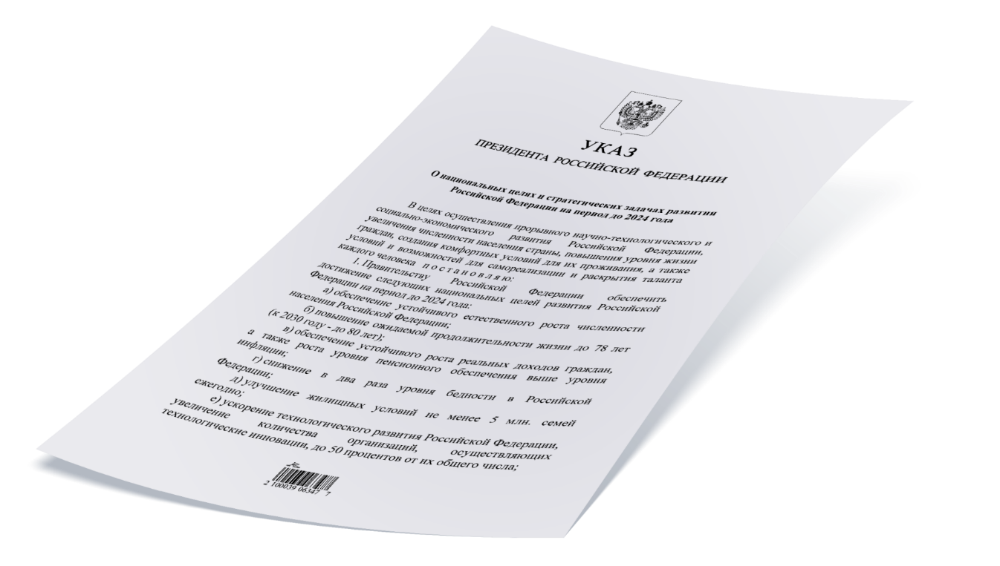 УКАЗ
ПРЕЗИДЕНТА РОССИЙСКОЙ ФЕДЕРАЦИИ
О национальных целях и стратегических задачах развития
Российской Федерации на период до 2024 года
В целях осуществления прорывного научно-технологического и
социально-экономического развития Российской Федерации,
увеличения численности населения страны, повышения уровня жизни
граждан, создания комфортных условий для их проживания, а также
условий и возможностей для самореализации и раскрытия таланта
каждого человека п о с т а н о в л я ю:
1. Правительству Российской Федерации обеспечить
достижение следующих национальных целей развития Российской
Федерации на период до 2024 года:
а) обеспечение устойчивого естественного роста численности
населения Российской Федерации;
б) повышение ожидаемой продолжительности жизни до 78 лет
(к 2030 году - до 80 лет);
в) обеспечение устойчивого роста реальных доходов граждан,
а также роста уровня пенсионного обеспечения выше уровня
инфляции;
г) снижение в два раза уровня бедности в Российской
Федерации;
д) улучшение жилищных условий не менее 5 млн. семей
ежегодно;
е) ускорение технологического развития Российской Федерации,
увеличение количества организаций, осуществляющих
технологические инновации, до 50 процентов от их общего числа;
2 100039 06347 7